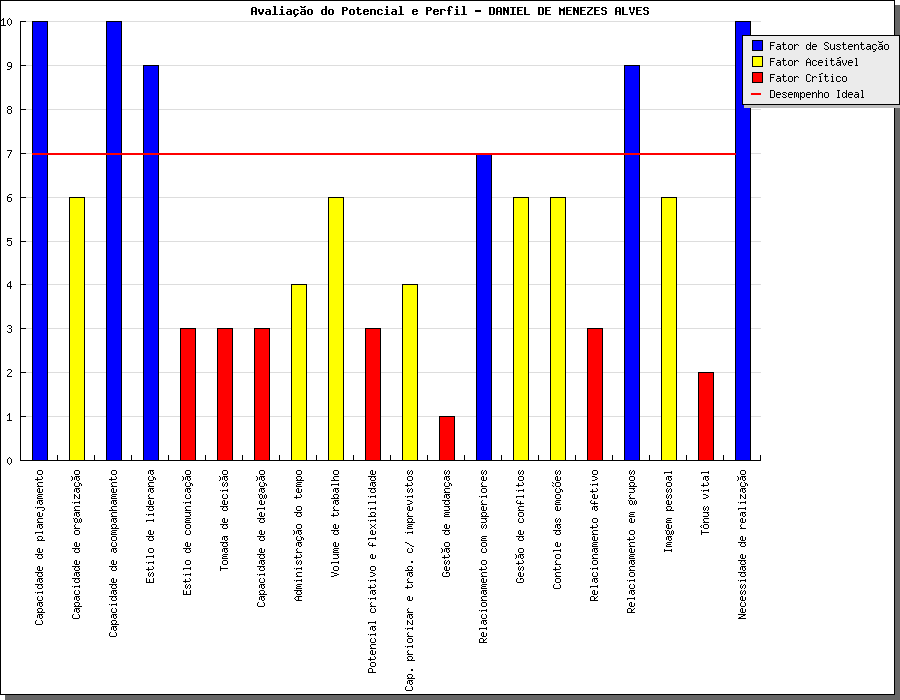 Avaliação do Potencial e Perfil - DANIEL DE MENEZES ALVES
Fator de Sustentação
Fator Aceitável
Fator Crítico
Desempenho Ideal
10
9
8
7
6
5
4
3
2
1
0
Capacidade de planejamento
Capacidade de organização
Capacidade de acompanhamento
Estilo de liderança
Estilo de comunicação
Tomada de decisão
Capacidade de delegação
Administração do tempo
Volume de trabalho
Potencial criativo e flexibilidade
Cap. priorizar e trab. c/ imprevistos
Gestão de mudanças
Relacionamento com superiores
Gestão de conflitos
Controle das emoções
Relacionamento afetivo
Relacionamento em grupos
Imagem pessoal
Tônus vital
Necessidade de realização